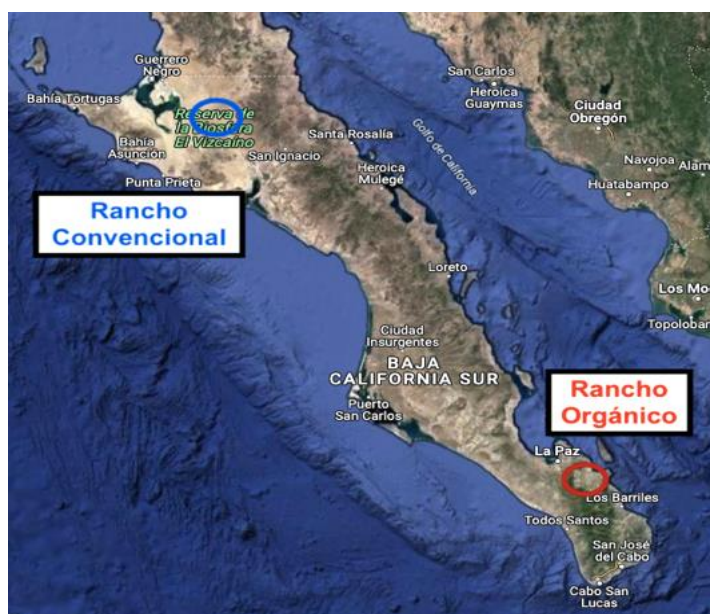 Guerrero
Negro
San Carlos
Heroica
Guaymas
Ciudad
Obregón
Bahía Tortugas
Reserva de
la Biosfera
El Vizcaíno
Santa Rosalía
Golfo de California
Bahía
Asunción
San Ignacio
Heroica
Mulegé
Navojoa
Alam
Punta Prieta
Huatabampo
Rancho
Convencional
Loreto
Los Mo
Topoloban
Ciudad
Insurgentes
BAJA
CALIFORNIA SUR
Puerto
San Carlos
Rancho
Orgánico
La Paz
Los Barriles
Todos Santos
San José
del Cabo
Cabo San
Lucas